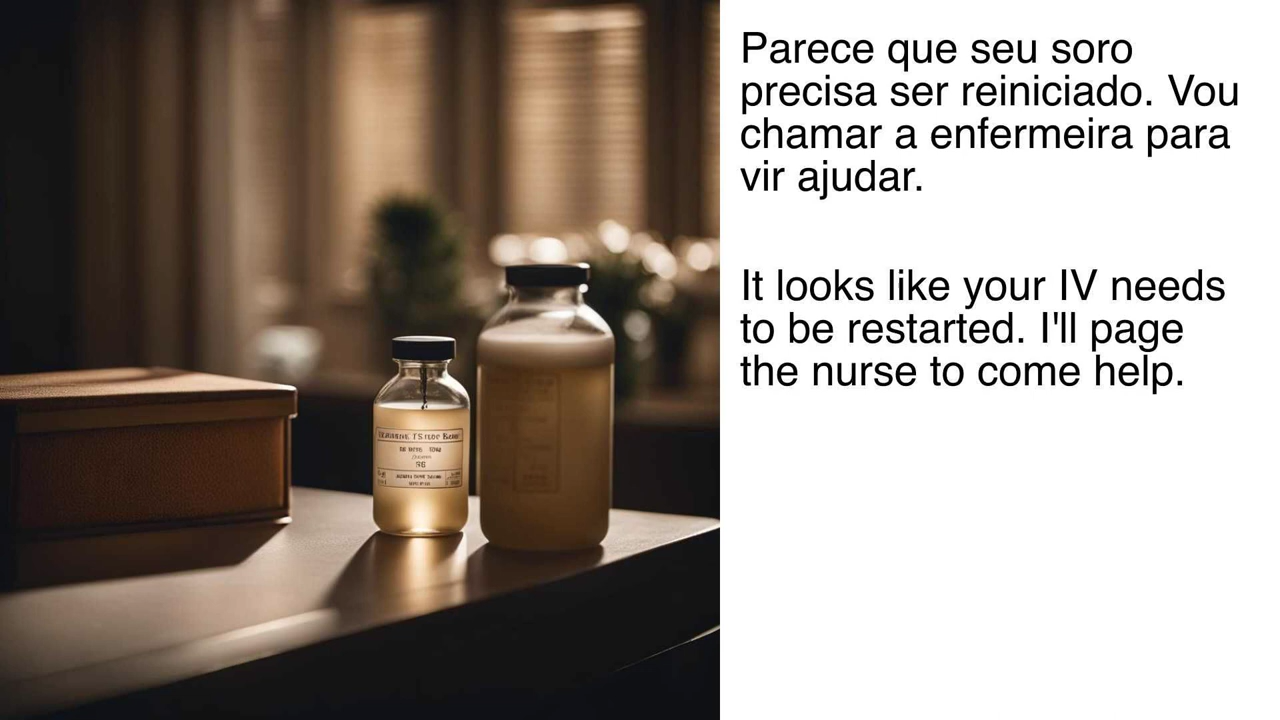 Parece que seu soro
precisa ser reiniciado. Vou
chamar a enfermeira para
vir ajudar.
It looks like your IV needs
to be restarted. I'll page
the nurse to come help.